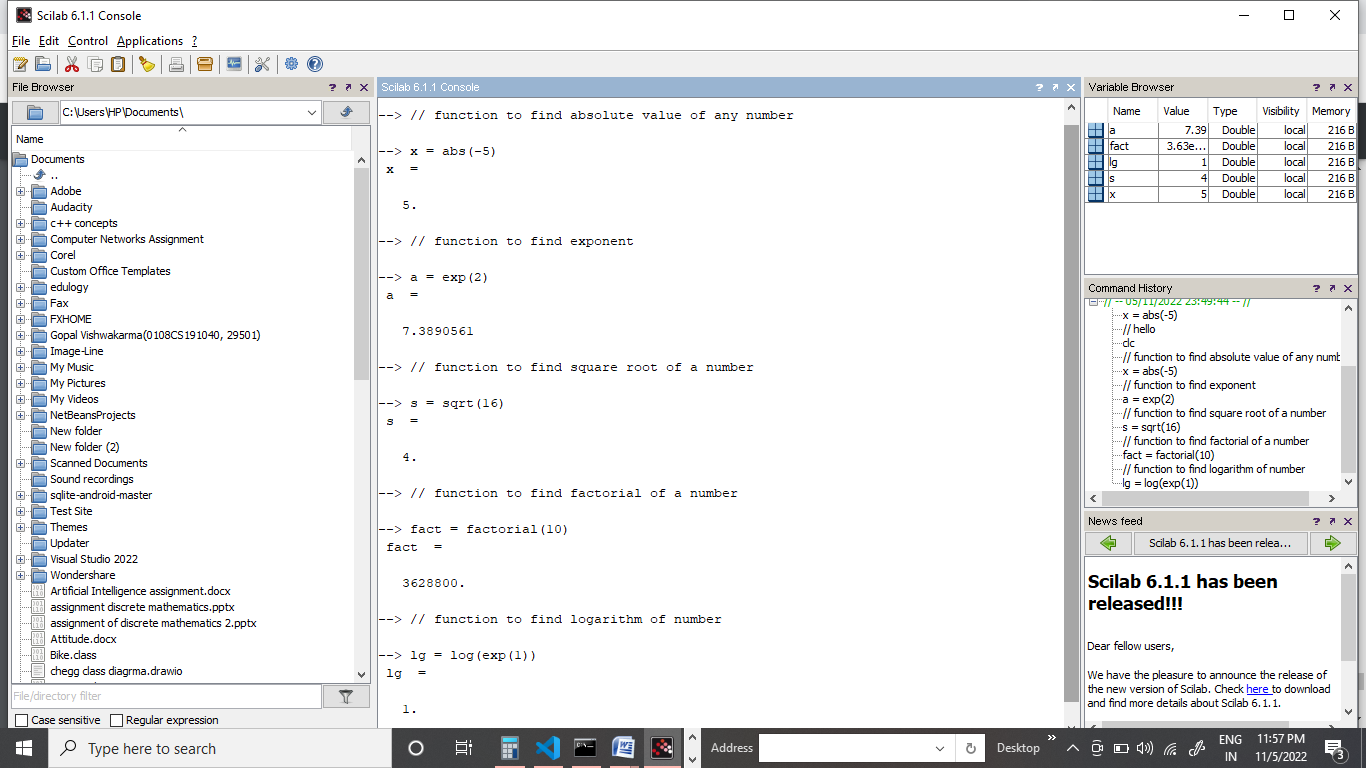 Scilab 6.1.1 Console
File Edit Control Applications ?
File Browser
C:\Users\HP\Documents\
Name
Documents
..
Adobe
Audacity
c++ concepts
Computer Networks Assignment
Corel
Custom Office Templates
edulogy
Fax
FXHOME
Gopal Vishwakarma(0108CS191040, 29501)
Image-Line
My Music
My Pictures
My Videos
NetBeansProjects
New folder
New folder (2)
Scanned Documents
Sound recordings
sqlite-android-master
Test Site
Themes
Updater
Visual Studio 2022
Wondershare
Artificial Intelligence assignment.docx
assignment discrete mathematics.pptx
assignment of discrete mathematics 2.pptx
Attitude.docx
Bike.class
chegg class diagrma.drawio
File/directory filter
Case sensitive Regular expression
Scilab 6.1.1 Console
--> // function to find absolute value of any number
--> x = abs(-5)
x =
5.
--> // function to find exponent
--> a = exp(2)
a =
7.3890561
--> // function to find square root of a number
--> s = sqrt(16)
s =
4.
--> // function to find factorial of a number
--> fact = factorial(10)
fact =
3628800.
--> // function to find logarithm of number
--> lg = log(exp(1))
lg =
1.
Variable Browser
Name Value Type Visibility Memory
a 7.39 Double local 216 B
fact 3.63e... Double local 216 B
lg 1 Double local 216 B
s 4 Double local 216 B
x 5 Double local 216 B
Command History
// -- 05/11/2022 23:49:44 -- //
x = abs(-5)
// hello
clc
// function to find absolute value of any numb
x = abs(-5)
// function to find exponent
a = exp(2)
// function to find square root of a number
s = sqrt(16)
// function to find factorial of a number
fact = factorial(10)
// function to find logarithm of number
lg = log(exp(1))
News feed
Scilab 6.1.1 has been relea...
Scilab 6.1.1 has been
released!!!
Dear fellow users,
We have the pleasure to announce the release of
the new version of Scilab. Check here to download
and find more details about Scilab 6.1.1.
Type here to search
Address
Desktop
ENG
IN
11:57 PM
11/5/2022
3